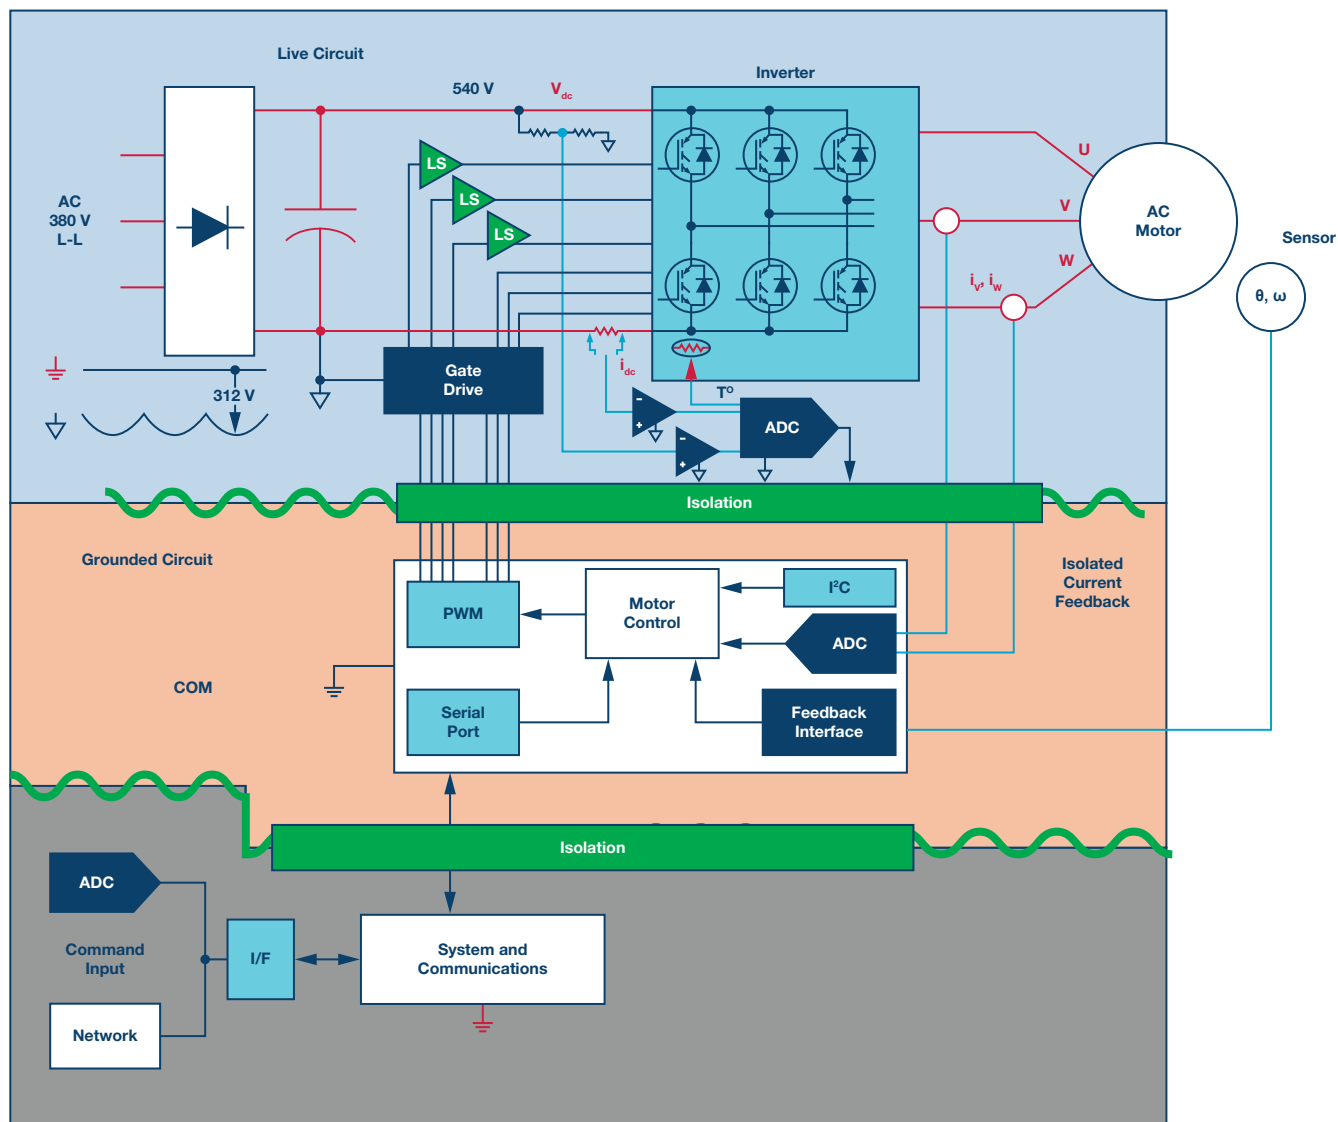 Live Circuit
Inverter
540 V
Vdc
LS
LS
LS
AC
380 V
L-L
U
V
W
AC
Motor
Sensor
θ, ω
iV, iW
idc
312 V
Gate
Drive
T°
-
+
-
+
ADC
Isolation
Grounded Circuit
Isolated
Current
Feedback
PWM
Motor
Control
I²C
ADC
COM
Serial
Port
Feedback
Interface
Isolation
ADC
Command
Input
I/F
System and
Communications
Network